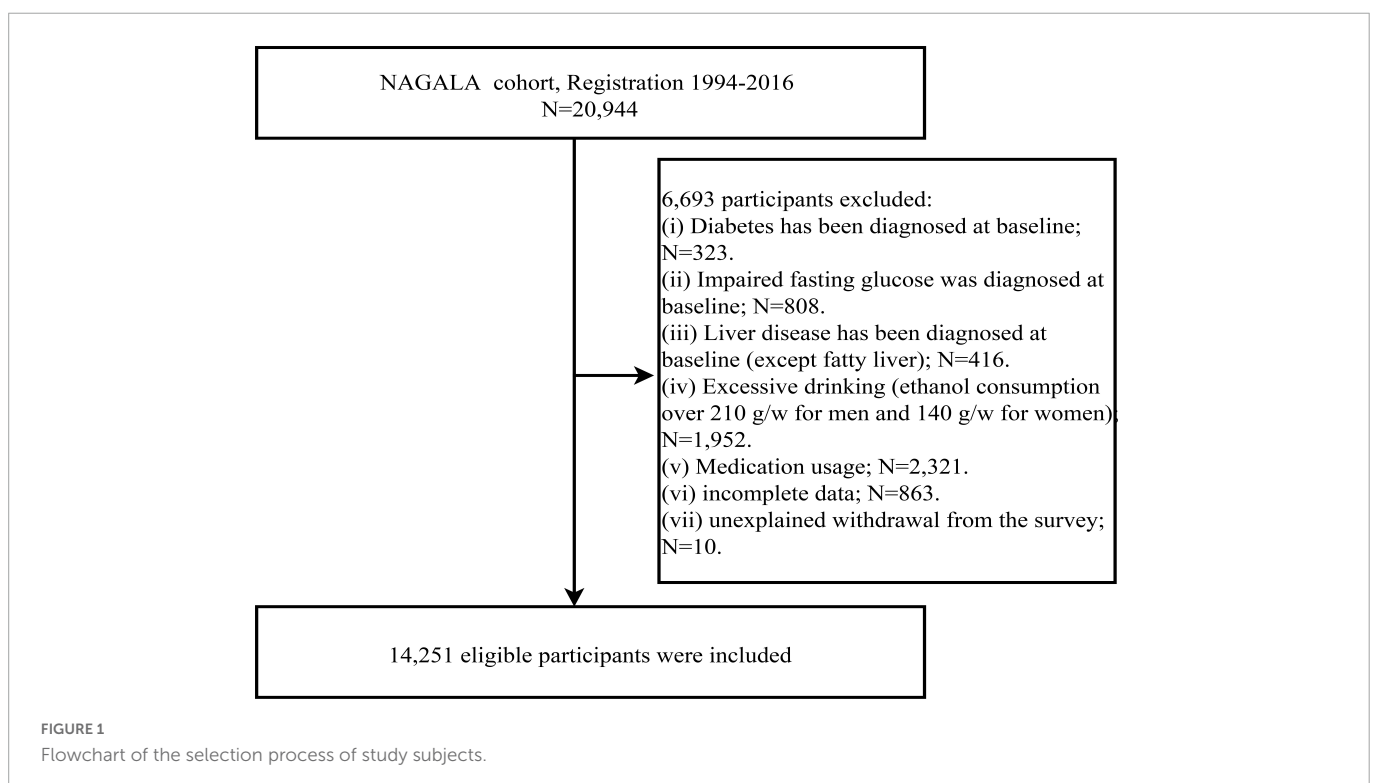 NAGALA cohort, Registration 1994-2016
N=20,944
6,693 participants excluded:
(i) Diabetes has been diagnosed at baseline;
N=323.
(ii) Impaired fasting glucose was diagnosed at
baseline; N=808.
(iii) Liver disease has been diagnosed at
baseline (except fatty liver); N=416.
(iv) Excessive drinking (ethanol consumption
over 210 g/w for men and 140 g/w for women);
N=1,952.
(v) Medication usage; N=2,321.
(vi) incomplete data; N=863.
(vii) unexplained withdrawal from the survey;
N=10.
14,251 eligible participants were included
FIGURE 1
Flowchart of the selection process of study subjects.